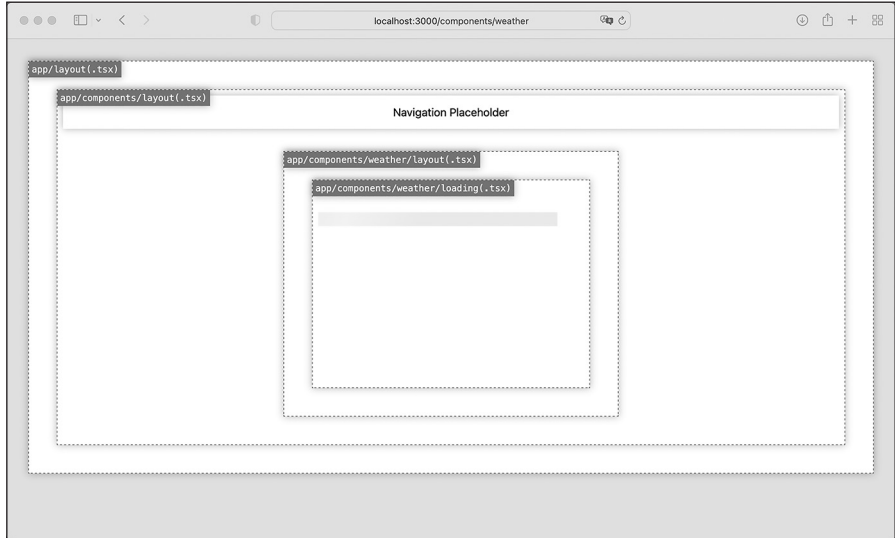 localhost:3000/components/weather
app/layout(.tsx)
app/components/layout(.tsx)
Navigation Placeholder
app/components/weather/layout(.tsx)
app/components/weather/loading(.tsx)